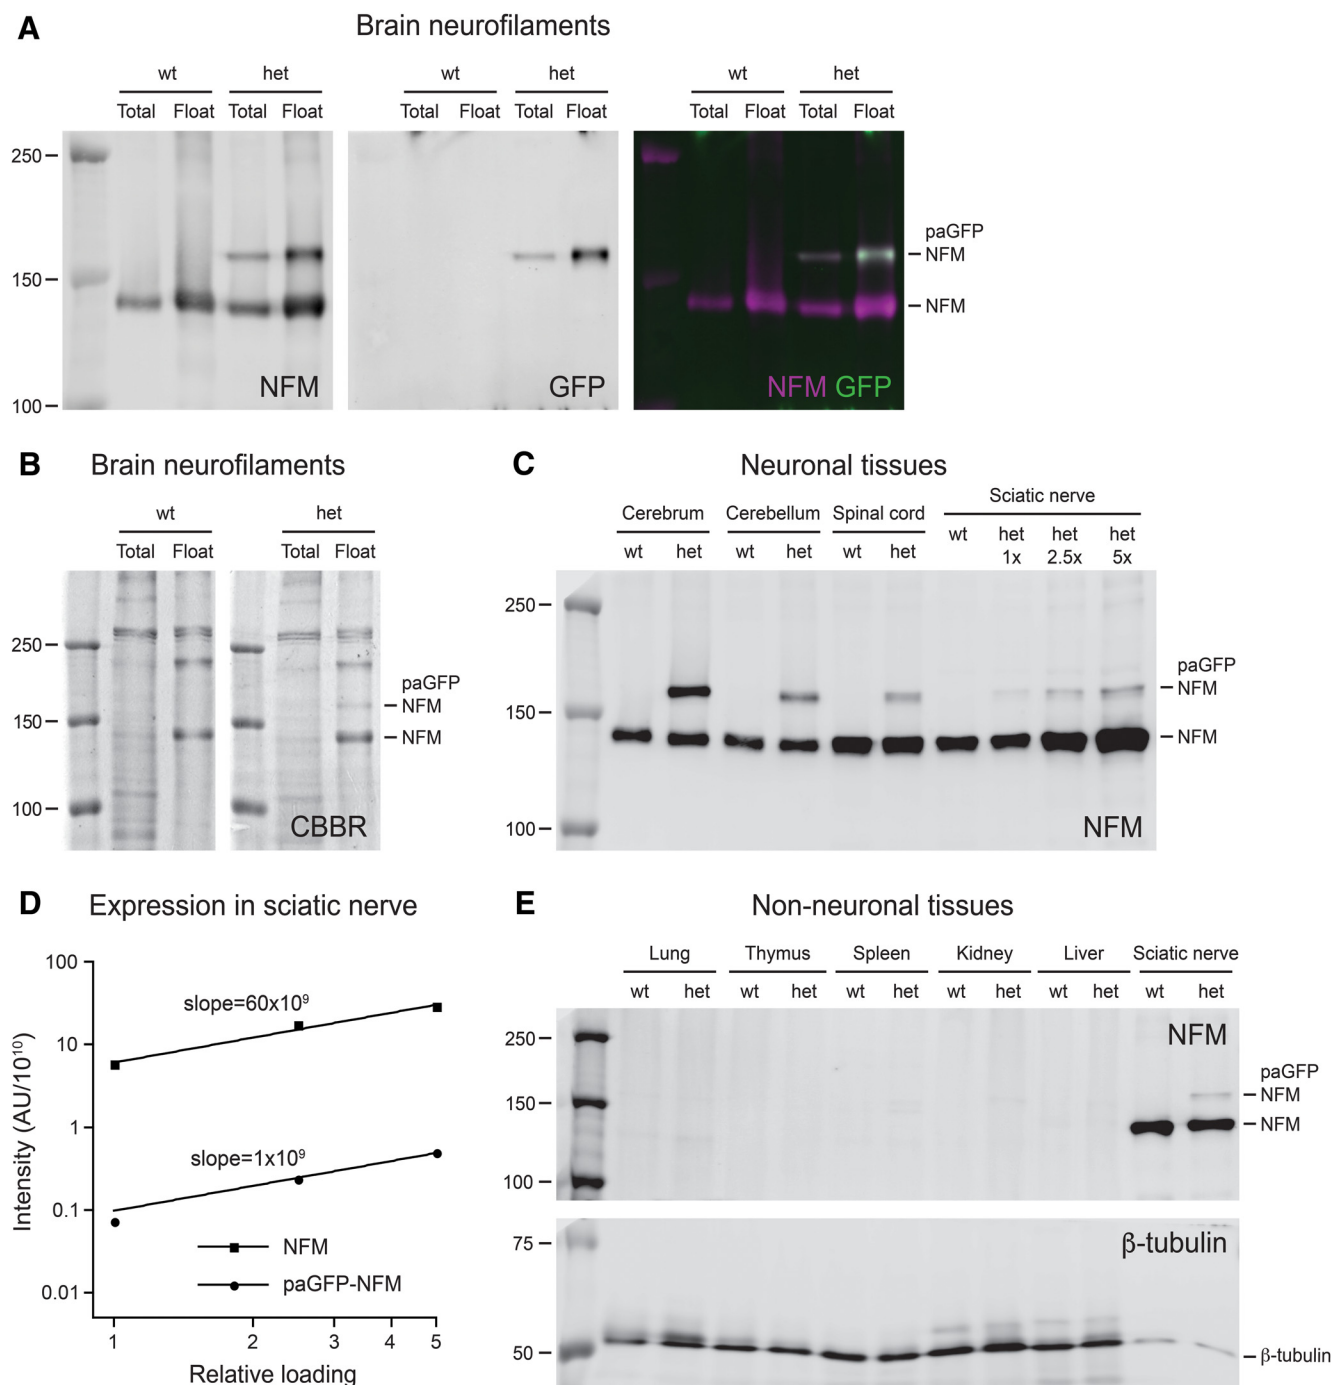 A
Brain neurofilaments
wt het wt het wt het
Total Float Total Float Total Float Total Float Total Float Total Float
250
150
100
NFM
GFP
NFM GFP
paGFP
NFM
NFM
B
Brain neurofilaments
wt het
Total Float Total Float
250
150
100
250
150
100
CBBR
paGFP
NFM
NFM
C
Neuronal tissues
Cerebrum Cerebellum Spinal cord Sciatic nerve
wt het wt het wt het wt het het het
1x 2.5x 5x
250
150
100
NFM
paGFP
NFM
NFM
D
Expression in sciatic nerve
Intensity (AU/10¹⁰)
100
10
1
0.1
0.01
slope=60x10⁹
slope=1x10⁹
NFM
paGFP-NFM
1 2 3 4 5
Relative loading
E
Non-neuronal tissues
Lung Thymus Spleen Kidney Liver Sciatic nerve
wt het wt het wt het wt het wt het wt het
250
150
100
NFM
paGFP
NFM
NFM
75
50
β-tubulin
β-tubulin